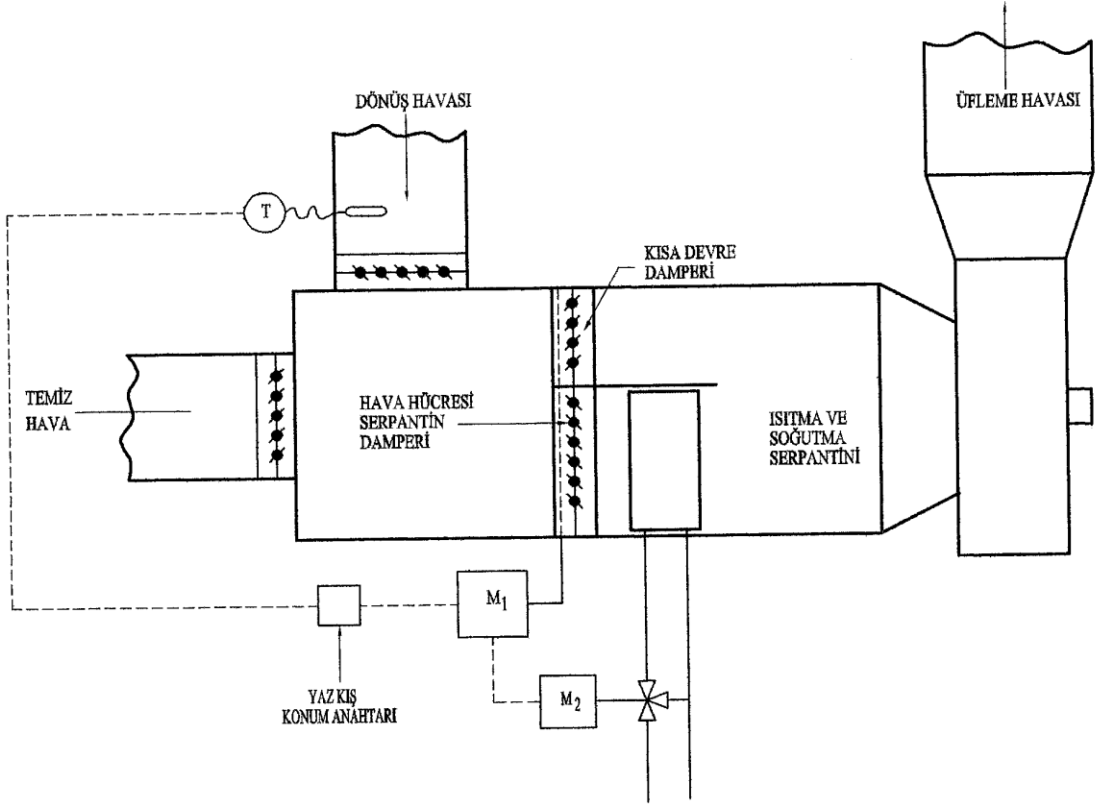 DÖNÜŞ HAVASI
ÜFLEME HAVASI
T
KISA DEVRE
DAMPERİ
TEMİZ
HAVA
HAVA HÜCRESİ
SERPANTİN
DAMPERİ
ISITMA VE
SOĞUTMA
SERPANTİNİ
M1
YAZ KIŞ
KONUM ANAHTARI
M2